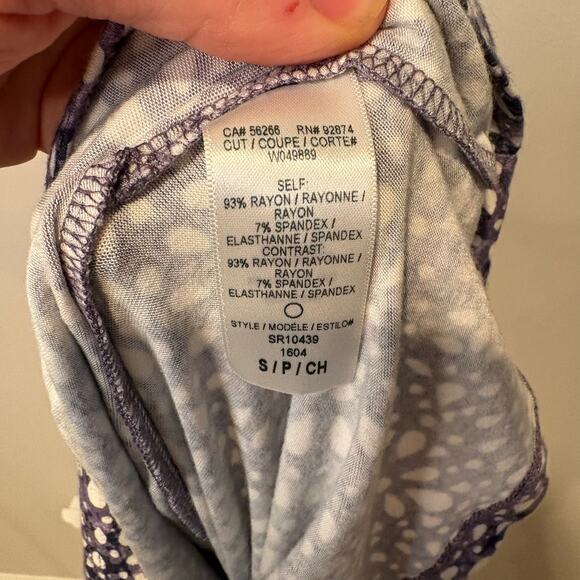 CA# 56266 RN# 92874
CUT / COUPE / CORTE#
W049889
SELF:
93% RAYON / RAYONNE /
RAYON
7% SPANDEX /
ELASTHANNE / SPANDEX
CONTRAST:
93% RAYON / RAYONNE /
RAYON
7% SPANDEX /
ELASTHANNE / SPANDEX
STYLE / MODÈLE / ESTILO#
SR10439
1604
S / P / CH